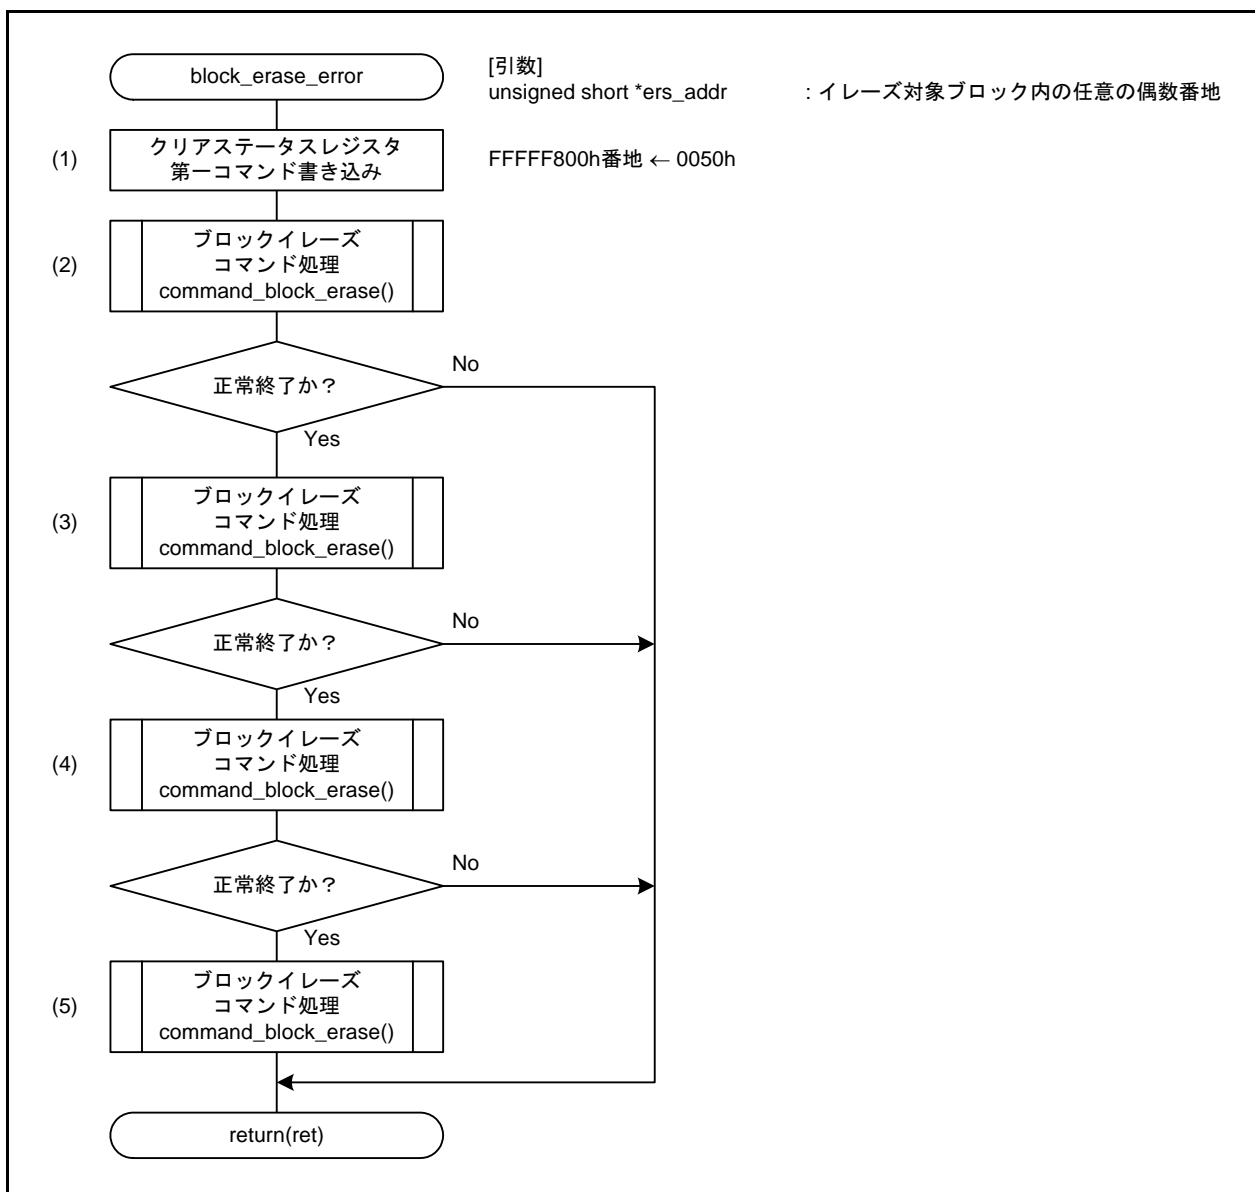 block_erase_error
[引数]
unsigned short *ers_addr : イレーズ対象ブロック内の任意の偶数番地
(1)
クリアステータスレジスタ
第一コマンド書き込み
FFFFF800h番地 ← 0050h
(2)
ブロックイレーズ
コマンド処理
command_block_erase()
正常終了か？
No
Yes
(3)
ブロックイレーズ
コマンド処理
command_block_erase()
正常終了か？
No
Yes
(4)
ブロックイレーズ
コマンド処理
command_block_erase()
正常終了か？
No
Yes
(5)
ブロックイレーズ
コマンド処理
command_block_erase()
return(ret)